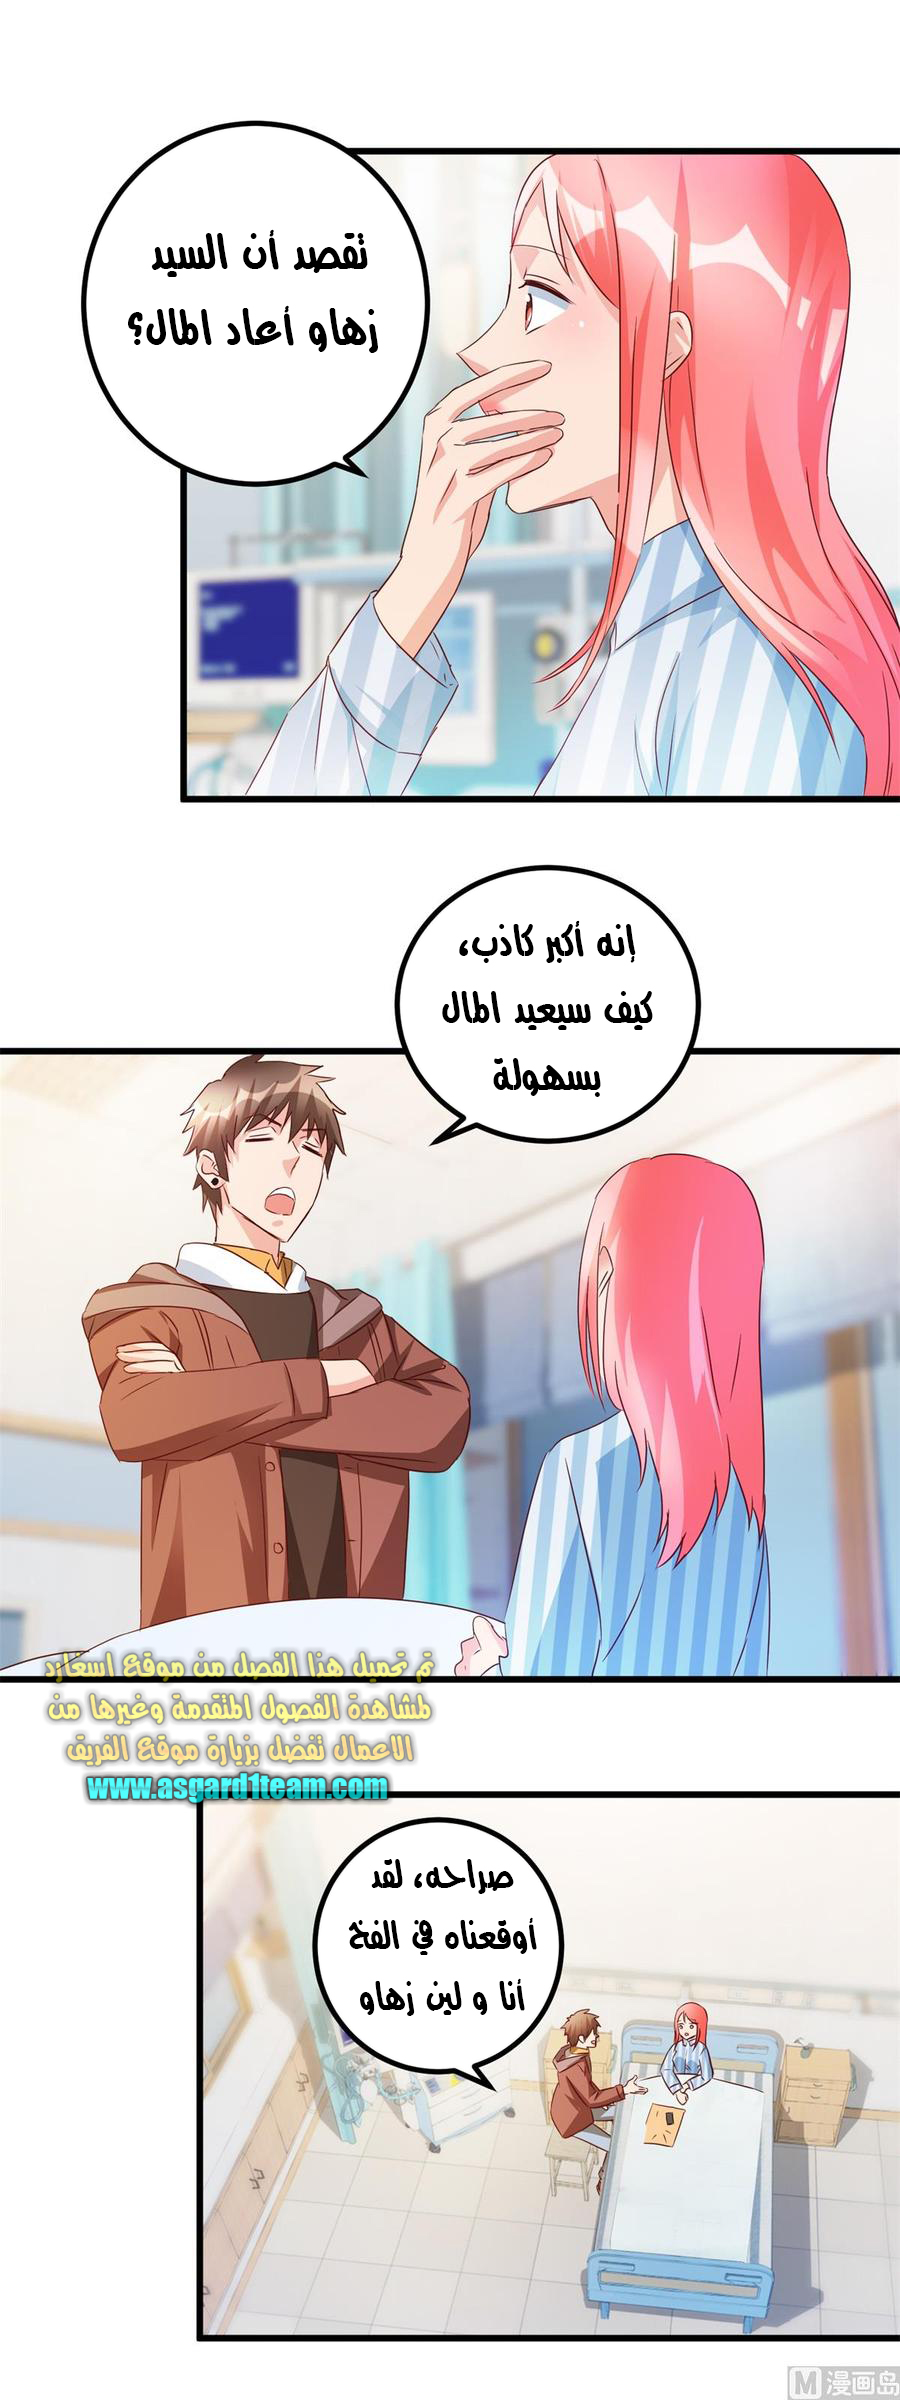 تقصد أن السيد
زهاو أعاد المال؟
إنه أكبر كاذب،
كيف سيعيد المال
بسهولة
تم تحميل هذا الفصل من موقع اسغارد
لمشاهدة الفصول المتقدمة وغيرها من
الاعمال تفضل بزيارة موقع الفريق
www.asgard1team.com
صراحه، لقد
أوقعناه في الفخ
أنا و لين زهاو
M 漫画岛